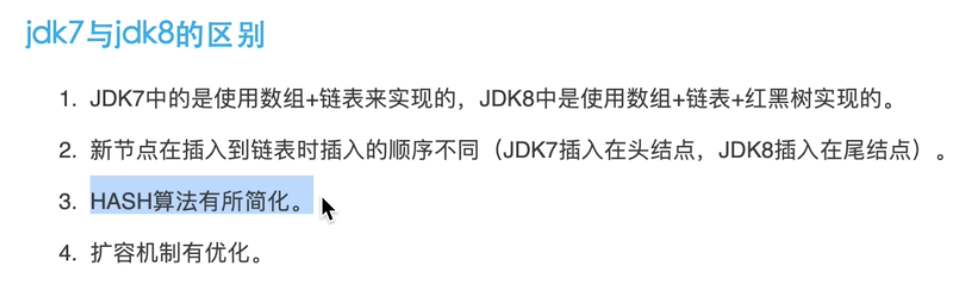 jdk7与jdk8的区别
1. JDK7中的是使用数组+链表来实现的，JDK8中是使用数组+链表+红黑树实现的。
2. 新节点在插入到链表时插入的顺序不同（JDK7插入在头结点，JDK8插入在尾结点）。
3. HASH算法有所简化。
4. 扩容机制有优化。